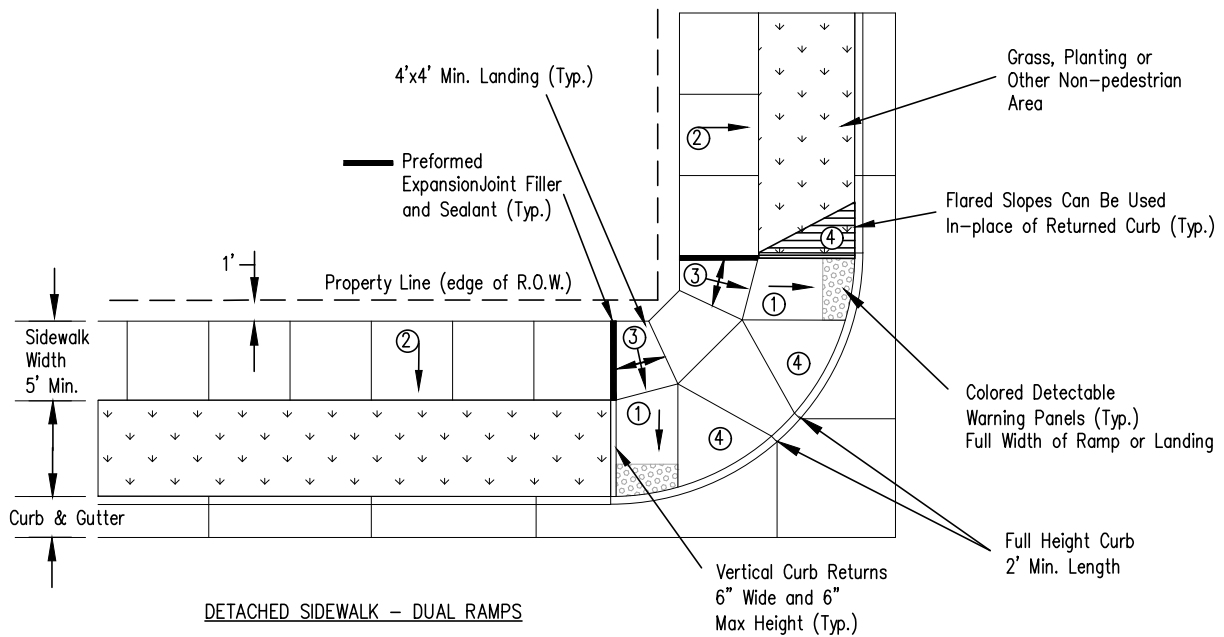 Grass, Planting or
Other Non-pedestrian
Area
4'x4' Min. Landing (Typ.)
2
Preformed
ExpansionJoint Filler
and Sealant (Typ.)
Flared Slopes Can Be Used
In-place of Returned Curb (Typ.)
4
1'
Property Line (edge of R.O.W.)
3
1
Sidewalk
Width
5' Min.
2
3
4
Colored Detectable
Warning Panels (Typ.)
Full Width of Ramp or Landing
1
4
Curb & Gutter
Full Height Curb
2' Min. Length
Vertical Curb Returns
6" Wide and 6"
Max Height (Typ.)
DETACHED SIDEWALK – DUAL RAMPS